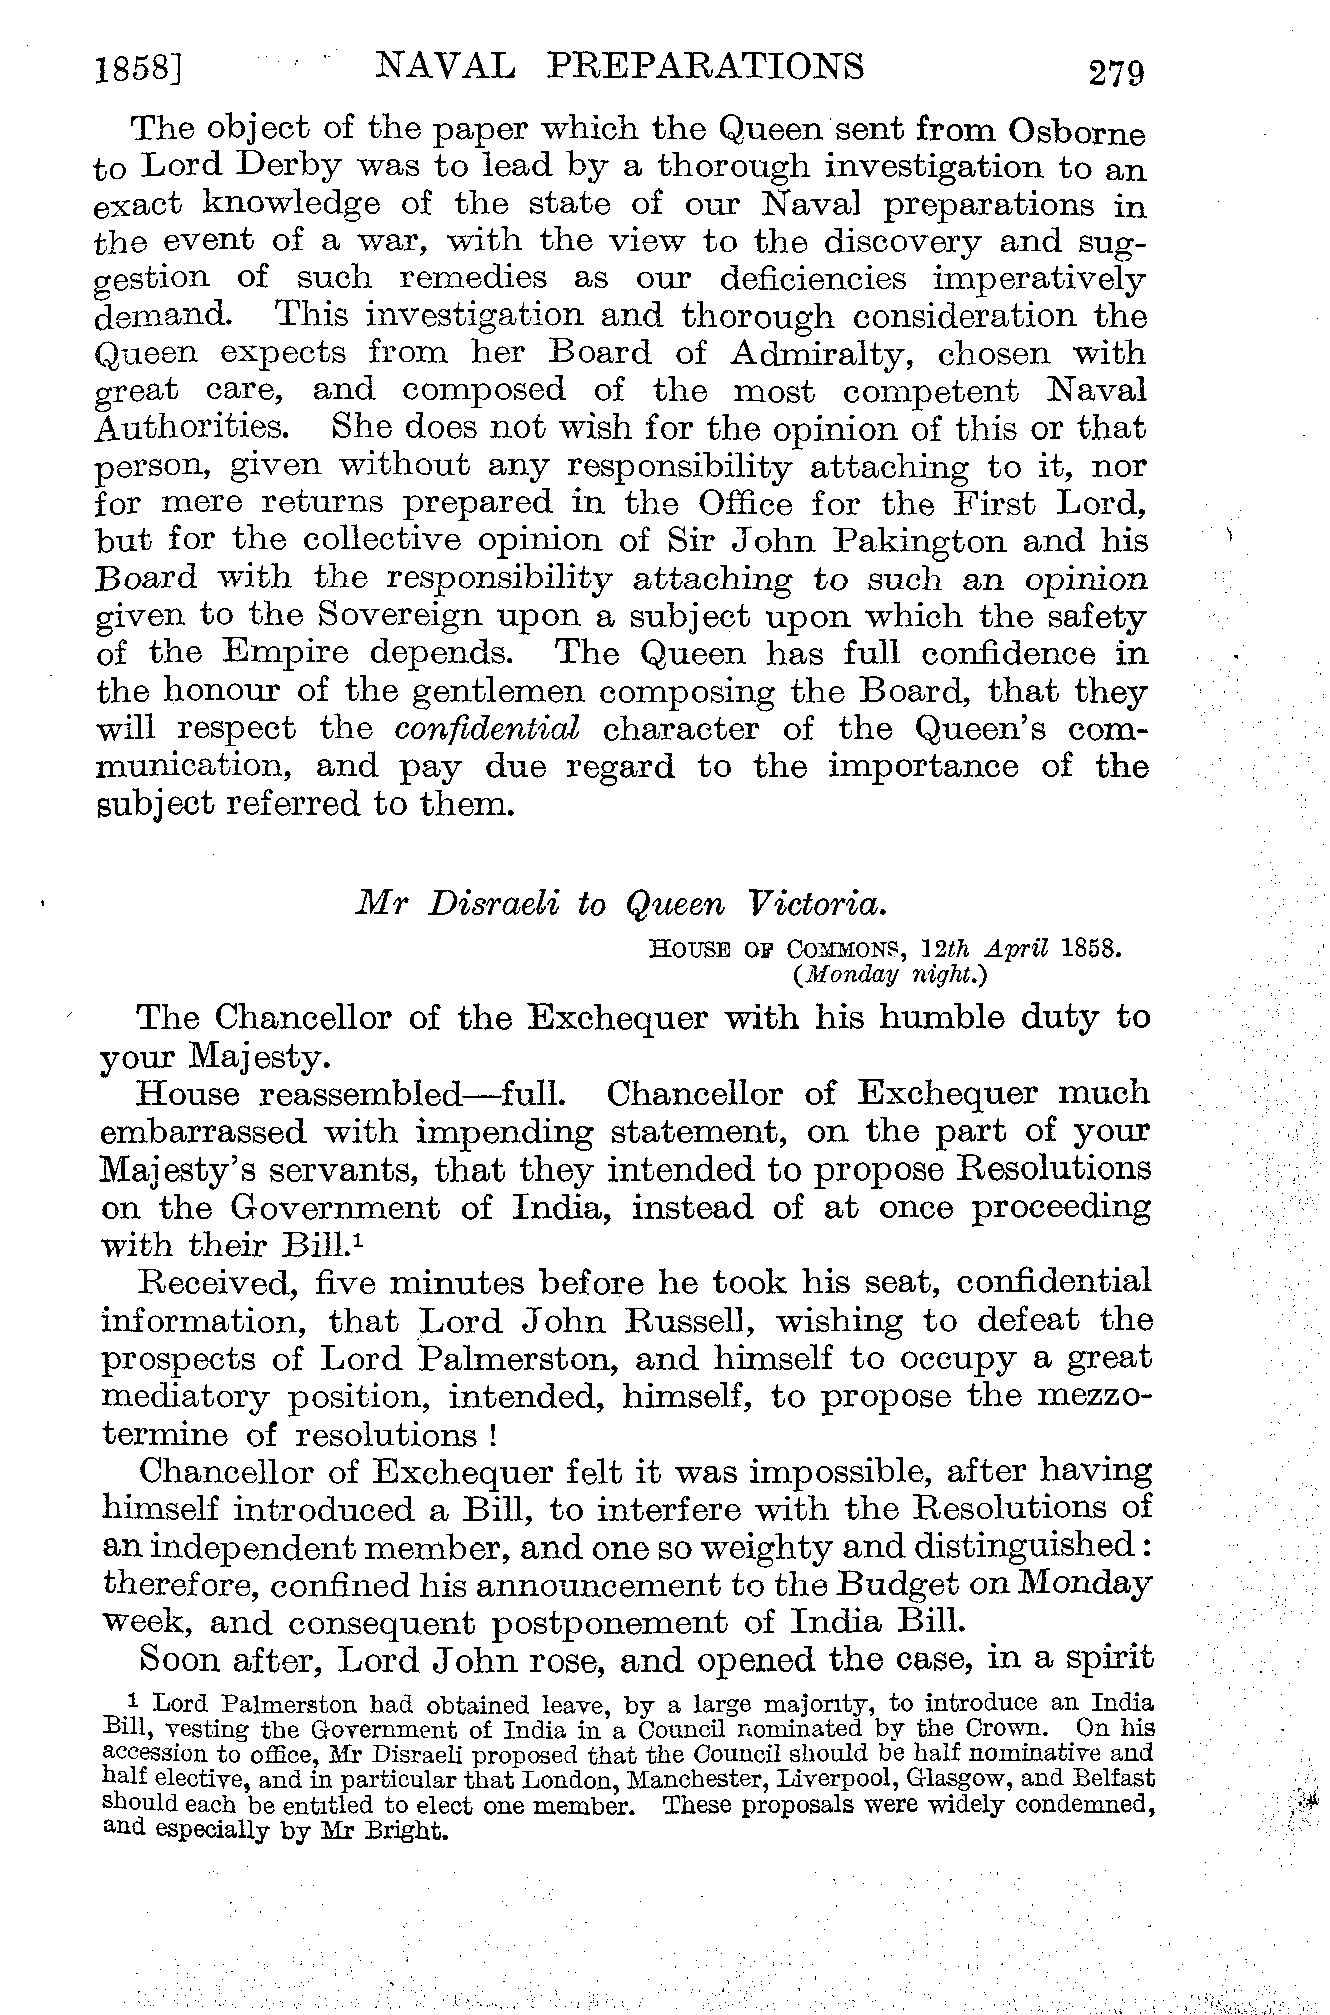 1858] NAVAL PREPARATIONS 279
The object of the paper which the Queen sent from Osborne
to Lord Derby was to lead by a thorough investigation to an
exact knowledge of the state of our Naval preparations in
the event of a war, with the view to the discovery and sug-
gestion of such remedies as our deficiencies imperatively
demand. This investigation and thorough consideration the
Queen expects from her Board of Admiralty, chosen with
great care, and composed of the most competent Naval
Authorities. She does not wish for the opinion of this or that
person, given without any responsibility attaching to it, nor
for mere returns prepared in the Office for the First Lord,
but for the collective opinion of Sir John Pakington and his
Board with the responsibility attaching to such an opinion
given to the Sovereign upon a subject upon which the safety
of the Empire depends. The Queen has full confidence in
the honour of the gentlemen composing the Board, that they
will respect the confidential character of the Queen's com-
munication, and pay due regard to the importance of the
subject referred to them.
Mr Disraeli to Queen Victoria.
HOUSE OF COMMONS, 12th April 1858.
(Monday night.)
The Chancellor of the Exchequer with his humble duty to
your Majesty.
House reassembled—full. Chancellor of Exchequer much
embarrassed with impending statement, on the part of your
Majesty's servants, that they intended to propose Resolutions
on the Government of India, instead of at once proceeding
with their Bill.¹
Received, five minutes before he took his seat, confidential
information, that Lord John Russell, wishing to defeat the
prospects of Lord Palmerston, and himself to occupy a great
mediatory position, intended, himself, to propose the mezzo-
termine of resolutions !
Chancellor of Exchequer felt it was impossible, after having
himself introduced a Bill, to interfere with the Resolutions of
an independent member, and one so weighty and distinguished :
therefore, confined his announcement to the Budget on Monday
week, and consequent postponement of India Bill.
Soon after, Lord John rose, and opened the case, in a spirit
¹ Lord Palmerston had obtained leave, by a large majority, to introduce an India
Bill, vesting the Government of India in a Council nominated by the Crown. On his
accession to office, Mr Disraeli proposed that the Council should be half nominative and
half elective, and in particular that London, Manchester, Liverpool, Glasgow, and Belfast
should each be entitled to elect one member. These proposals were widely condemned,
and especially by Mr Bright.